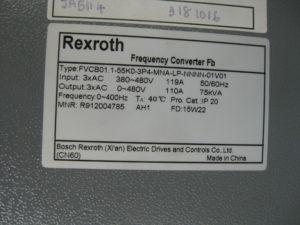 Rexroth
Frequency Converter Fb
Type:FVCB01.1-55K0-3P4-MNA-LP-NNNN-01V01
Input: 3xAC 380~480V 119A 50/60Hz
Output:3xAC 0~480V 110A 75kVA
Frequency:0~400Hz TA: 40℃ Pro. Cat.:IP 20
MNR: R912004785 AH1 FD:15W22
Bosch Rexroth (Xi'an) Electric Drives and Controls Co., Ltd.
(CN60) Made in China